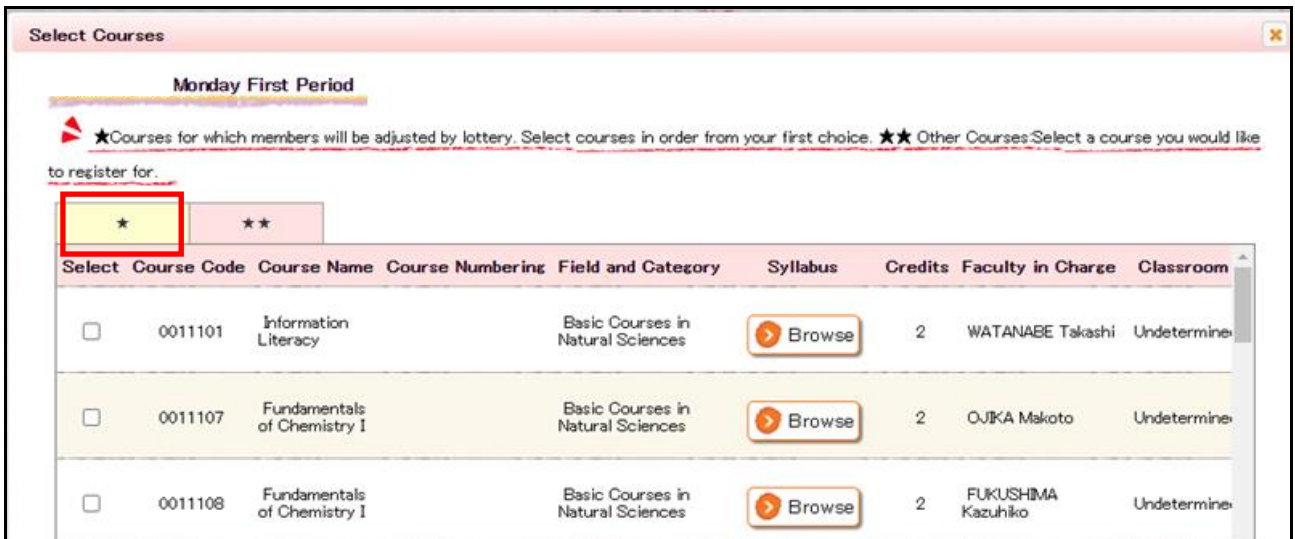 Select Courses
Monday First Period
★Courses for which members will be adjusted by lottery. Select courses in order from your first choice. ★★ Other Courses:Select a course you would like
to register for.
★ ★★
Select Course Code Course Name Course Numbering Field and Category Syllabus Credits Faculty in Charge Classroom
0011101 Information Literacy Basic Courses in Natural Sciences Browse 2 WATANABE Takashi Undetermine
0011107 Fundamentals of Chemistry I Basic Courses in Natural Sciences Browse 2 OJIKA Makoto Undetermine
0011108 Fundamentals of Chemistry I Basic Courses in Natural Sciences Browse 2 FUKUSHIMA Kazuhiko Undetermine